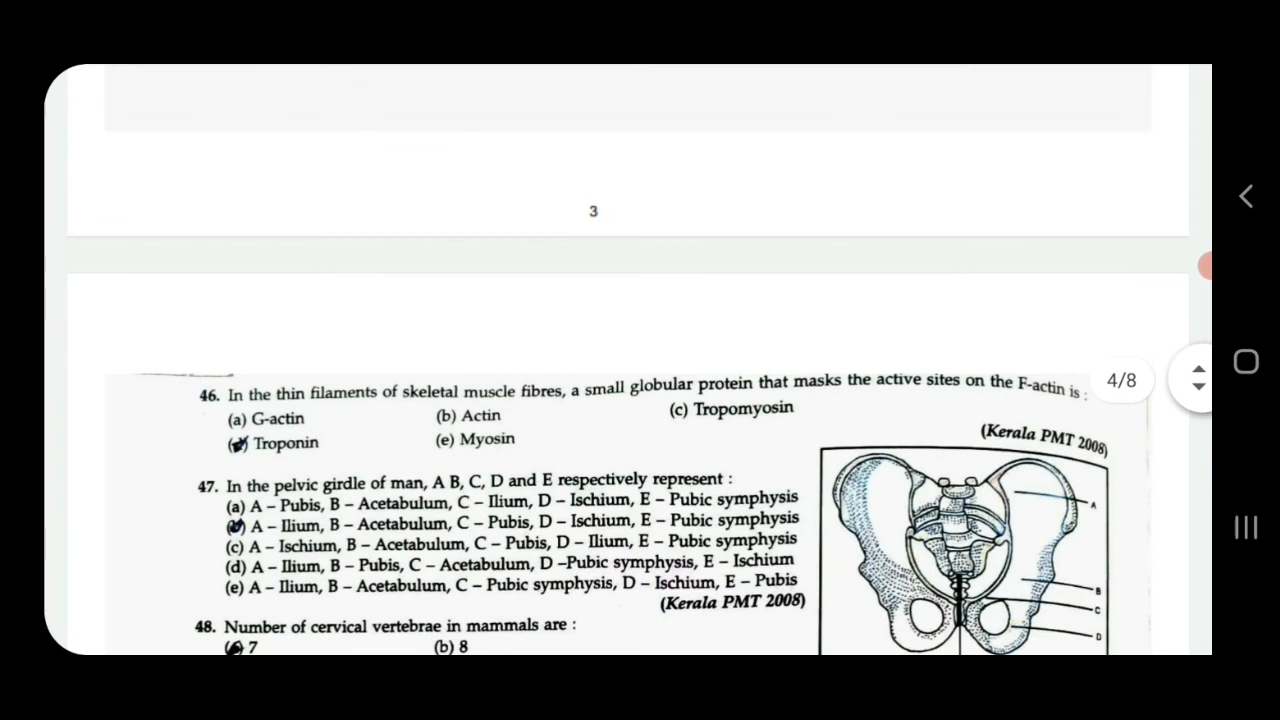 3
4/8
46. In the thin filaments of skeletal muscle fibres, a small globular protein that masks the active sites on the F-actin is :
(a) G-actin (b) Actin (c) Tropomyosin
Troponin (e) Myosin
(Kerala PMT 2008)
47. In the pelvic girdle of man, A B, C, D and E respectively represent :
(a) A – Pubis, B – Acetabulum, C – Ilium, D – Ischium, E – Pubic symphysis
A – Ilium, B – Acetabulum, C – Pubis, D – Ischium, E – Pubic symphysis
(c) A – Ischium, B – Acetabulum, C – Pubis, D – Ilium, E – Pubic symphysis
(d) A – Ilium, B – Pubis, C – Acetabulum, D –Pubic symphysis, E – Ischium
(e) A – Ilium, B – Acetabulum, C – Pubic symphysis, D – Ischium, E – Pubis
(Kerala PMT 2008)
A
B
C
D
48. Number of cervical vertebrae in mammals are :
7 (b) 8